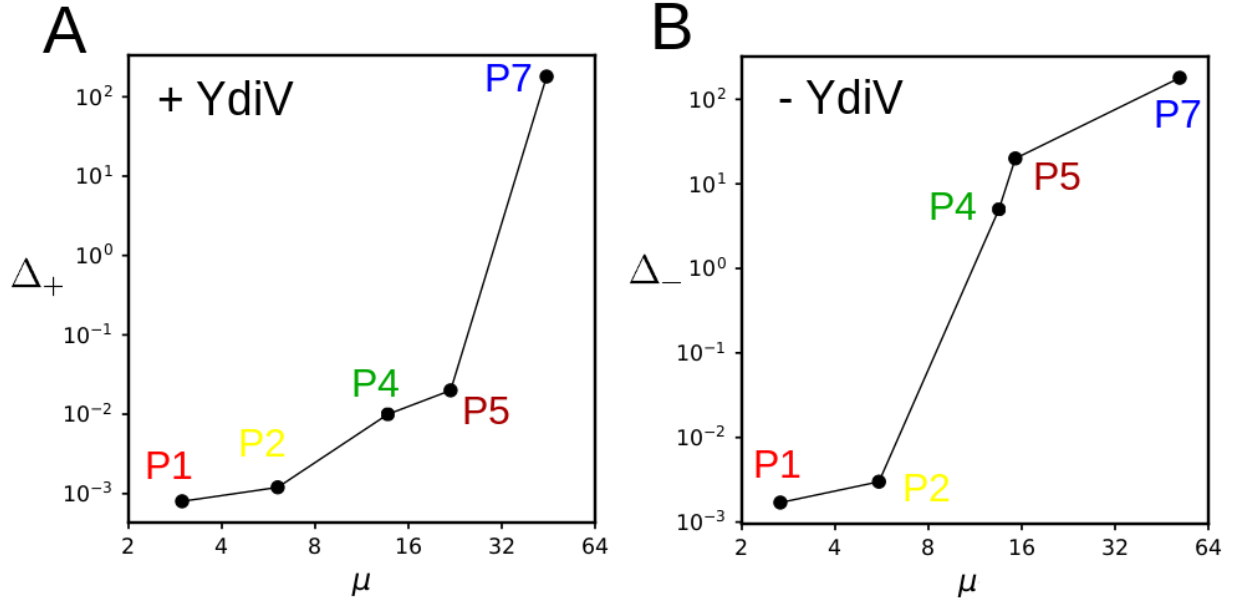 A
+ YdiV
Δ₊
10²
10¹
10⁰
10⁻¹
10⁻²
10⁻³
P1
P2
P4
P5
P7
2 4 8 16 32 64
μ
B
- YdiV
Δ₋
10²
10¹
10⁰
10⁻¹
10⁻²
10⁻³
P1
P2
P4
P5
P7
2 4 8 16 32 64
μ